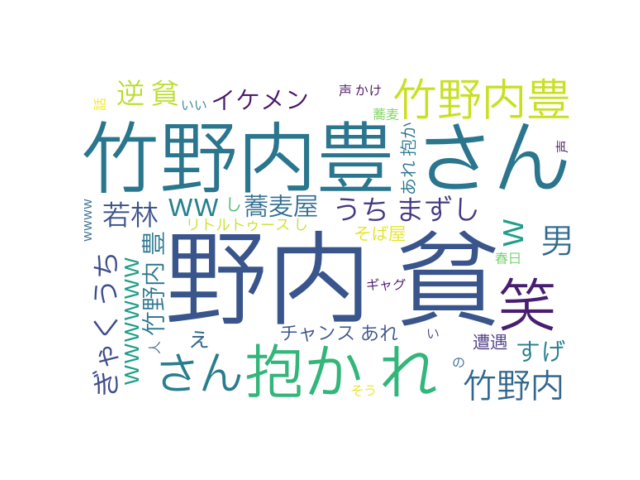 逆 貧
いい
イケメン
声 かけ
竹野内豊
蕎麦
竹野内豊 さん
あれ 抱か
声
wwww
若林
ww
し
蕎麦屋
うち まずし
w
男
リトルトゥース し
そば屋
竹野内 豊
野内 貧
春日
ぎゃく うち
wwwwww
ギャグ
笑
人
え
チャンス あれ
い
遭遇
すげ
さん
抱か れ
そう
の
竹野内